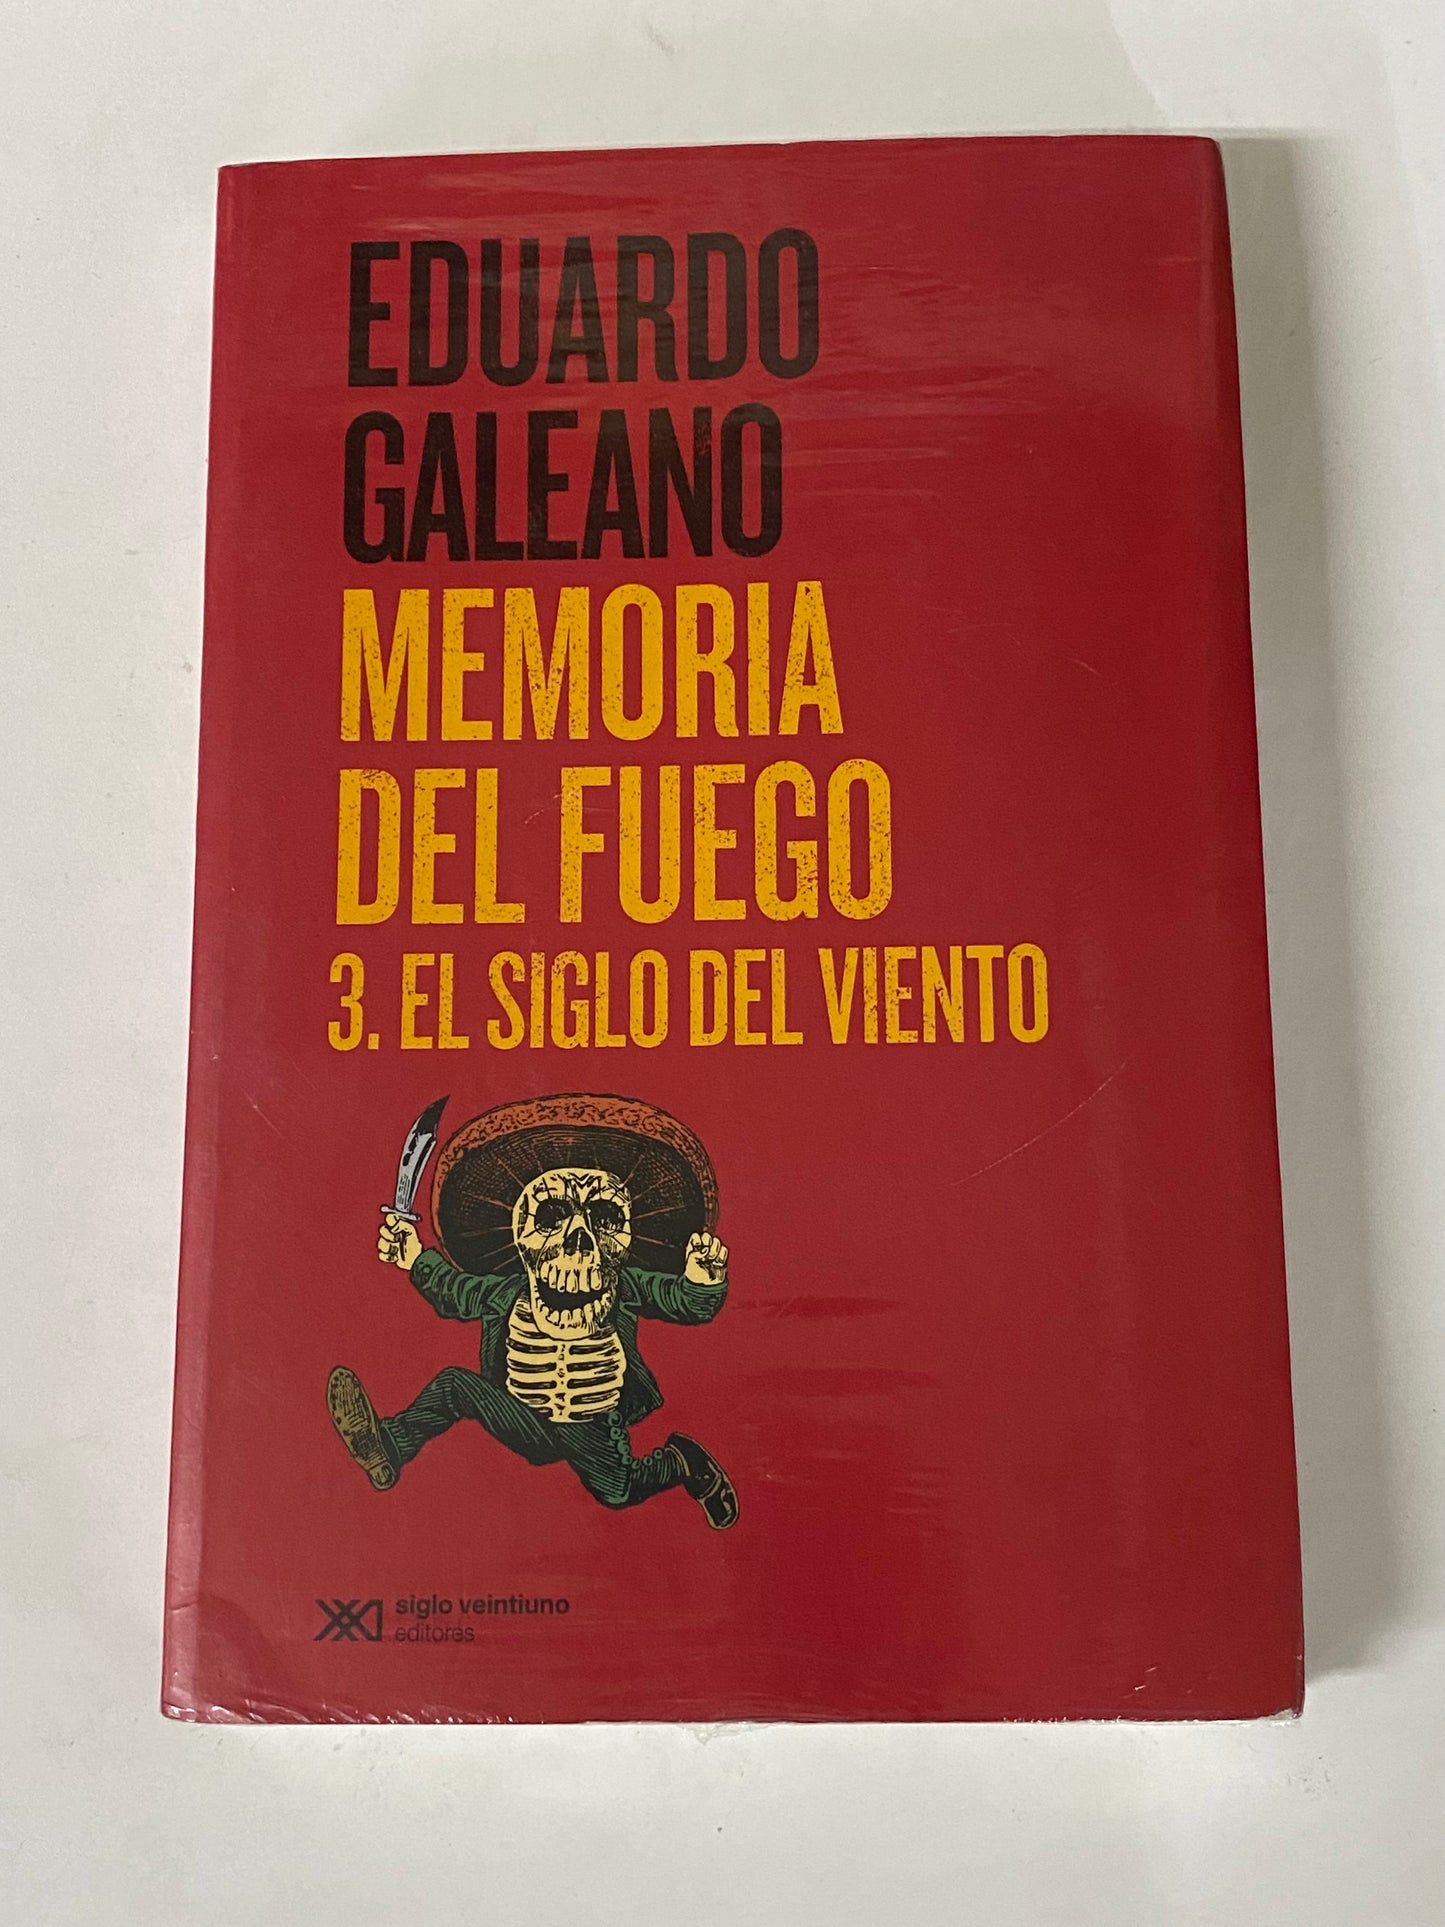 EDUARDO
GALEANO
MEMORIA
DEL FUEGO
3. EL SIGLO DEL VIENTO
siglo veintiuno
editores